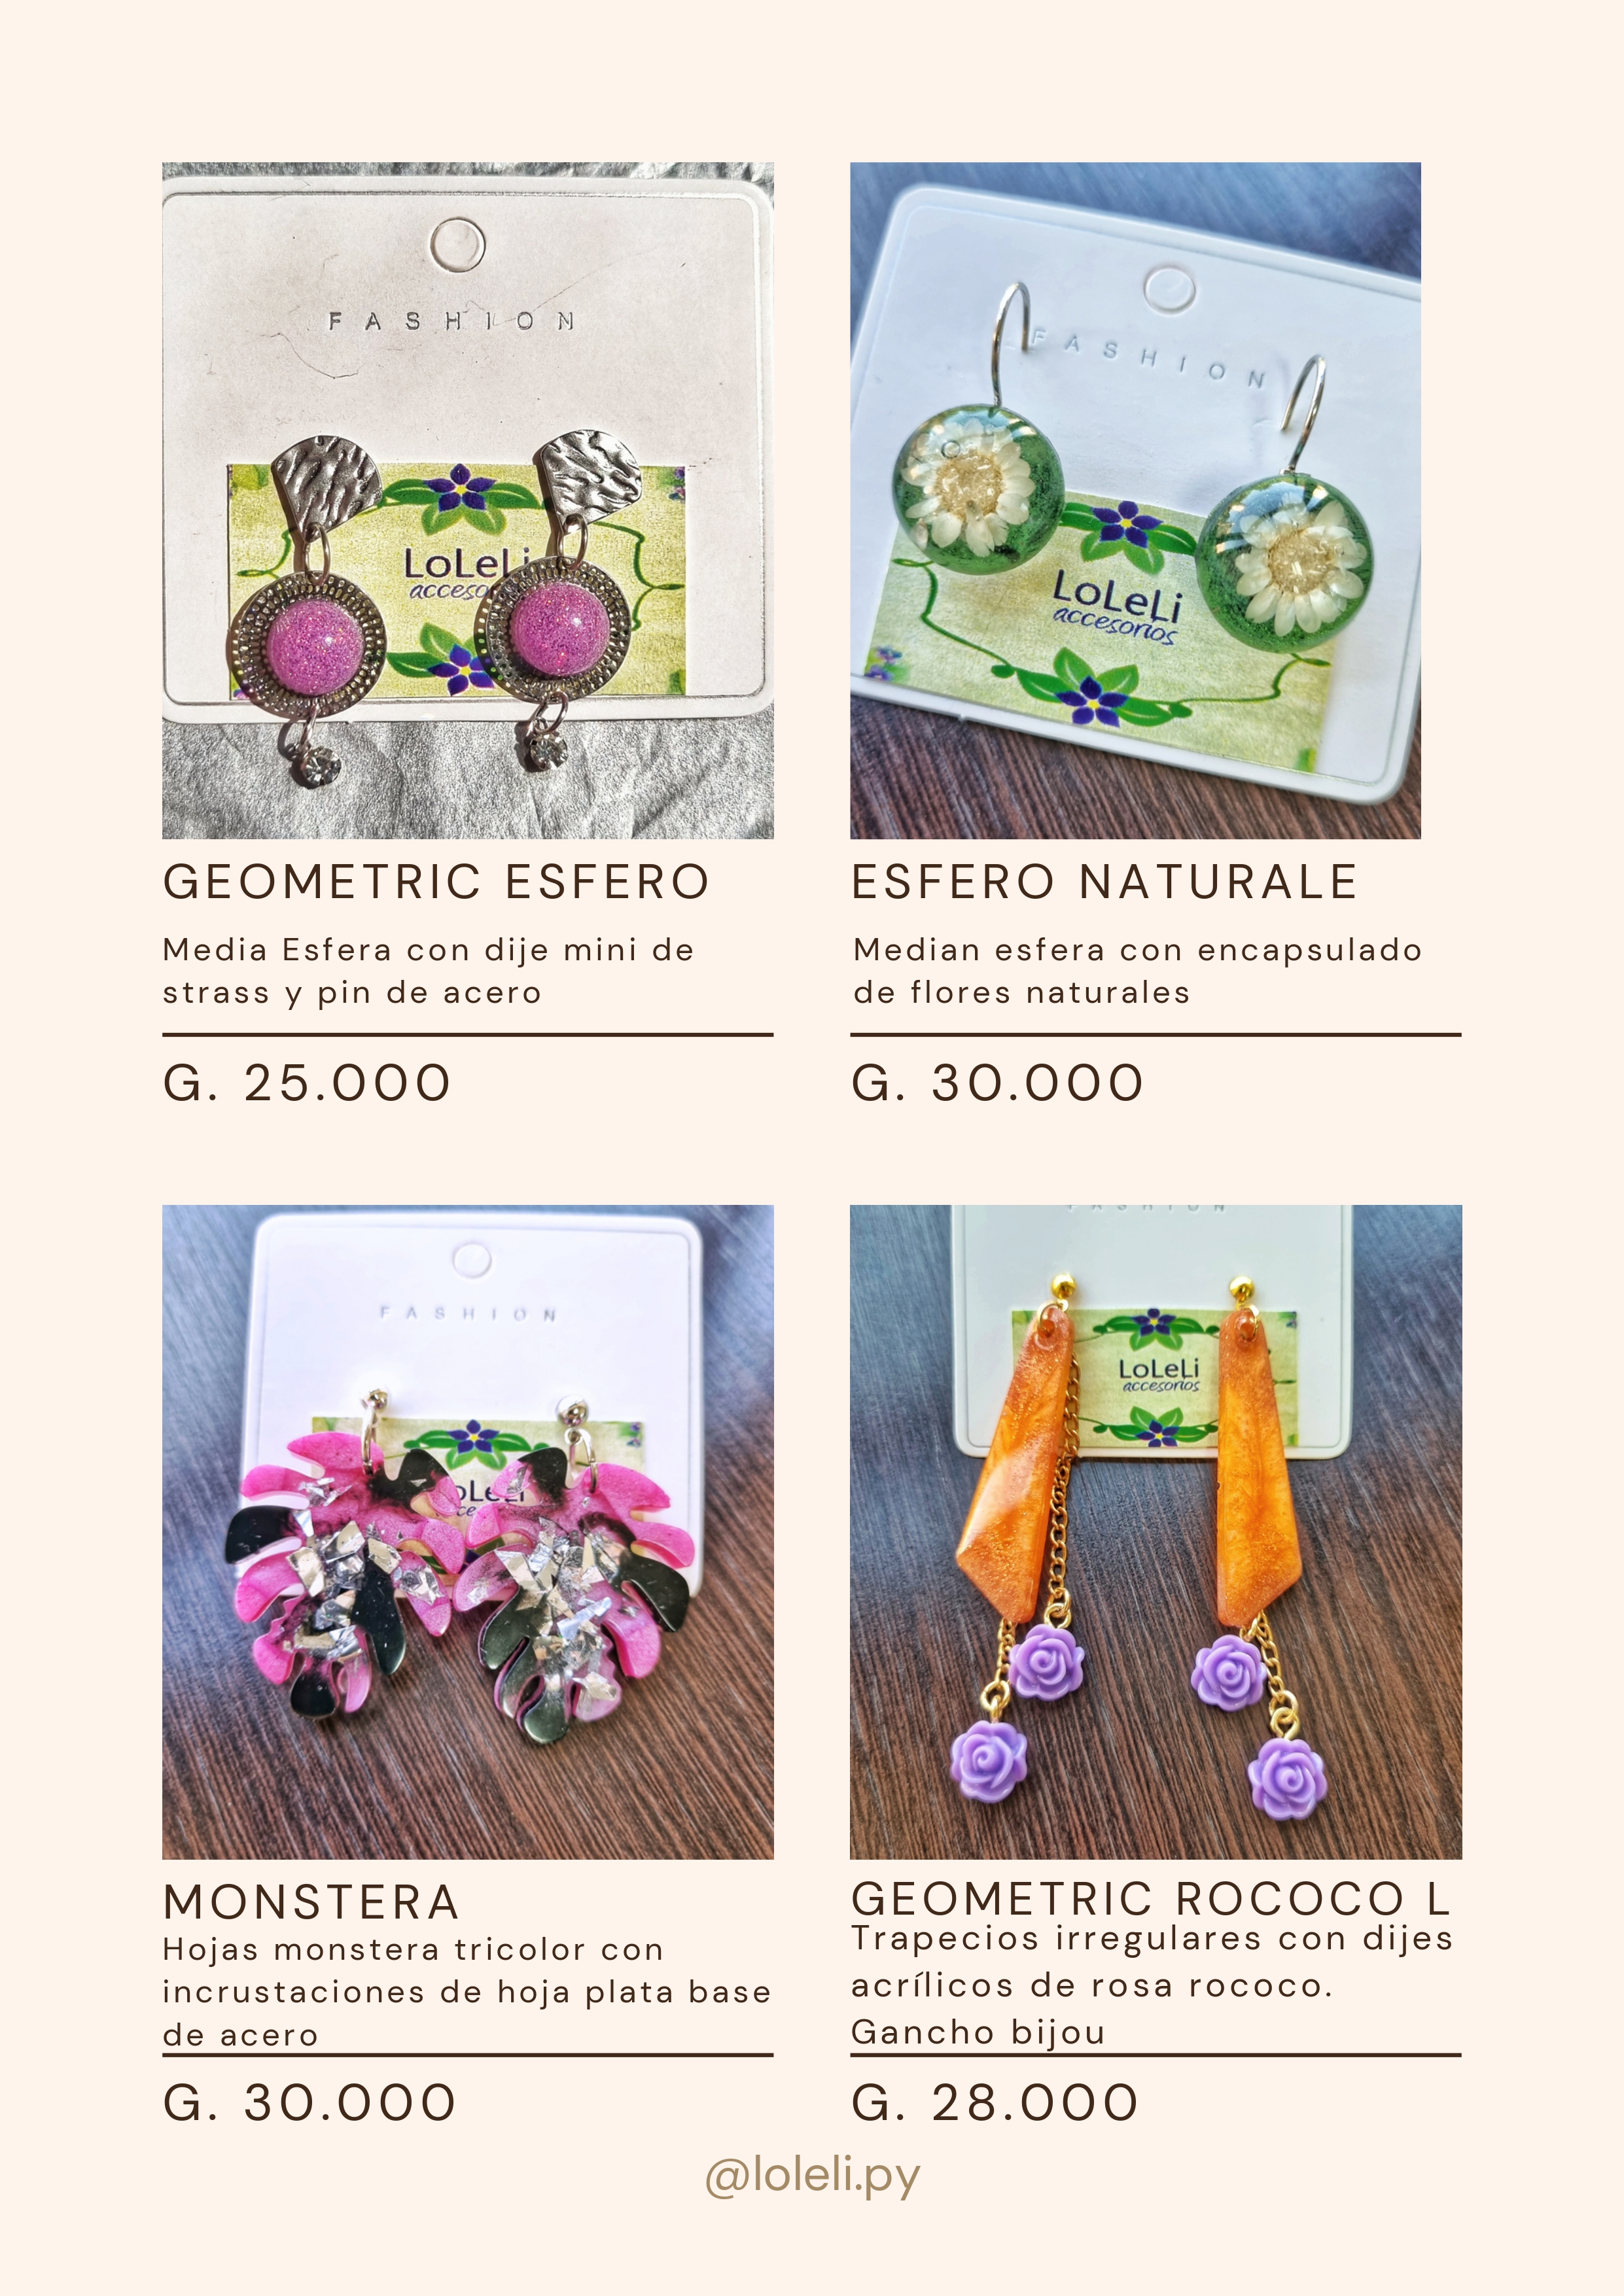 FASHION
LoLeLi
accesorios
FASHION
LoLeLi
accesorios
GEOMETRIC ESFERO
Media Esfera con dije mini de
strass y pin de acero
G. 25.000
ESFERO NATURALE
Median esfera con encapsulado
de flores naturales
G. 30.000
FASHION
FASHION
LoLeLi
accesorios
MONSTERA
Hojas monstera tricolor con
incrustaciones de hoja plata base
de acero
G. 30.000
GEOMETRIC ROCOCO L
Trapecios irregulares con dijes
acrílicos de rosa rococo.
Gancho bijou
G. 28.000
@loleli.py